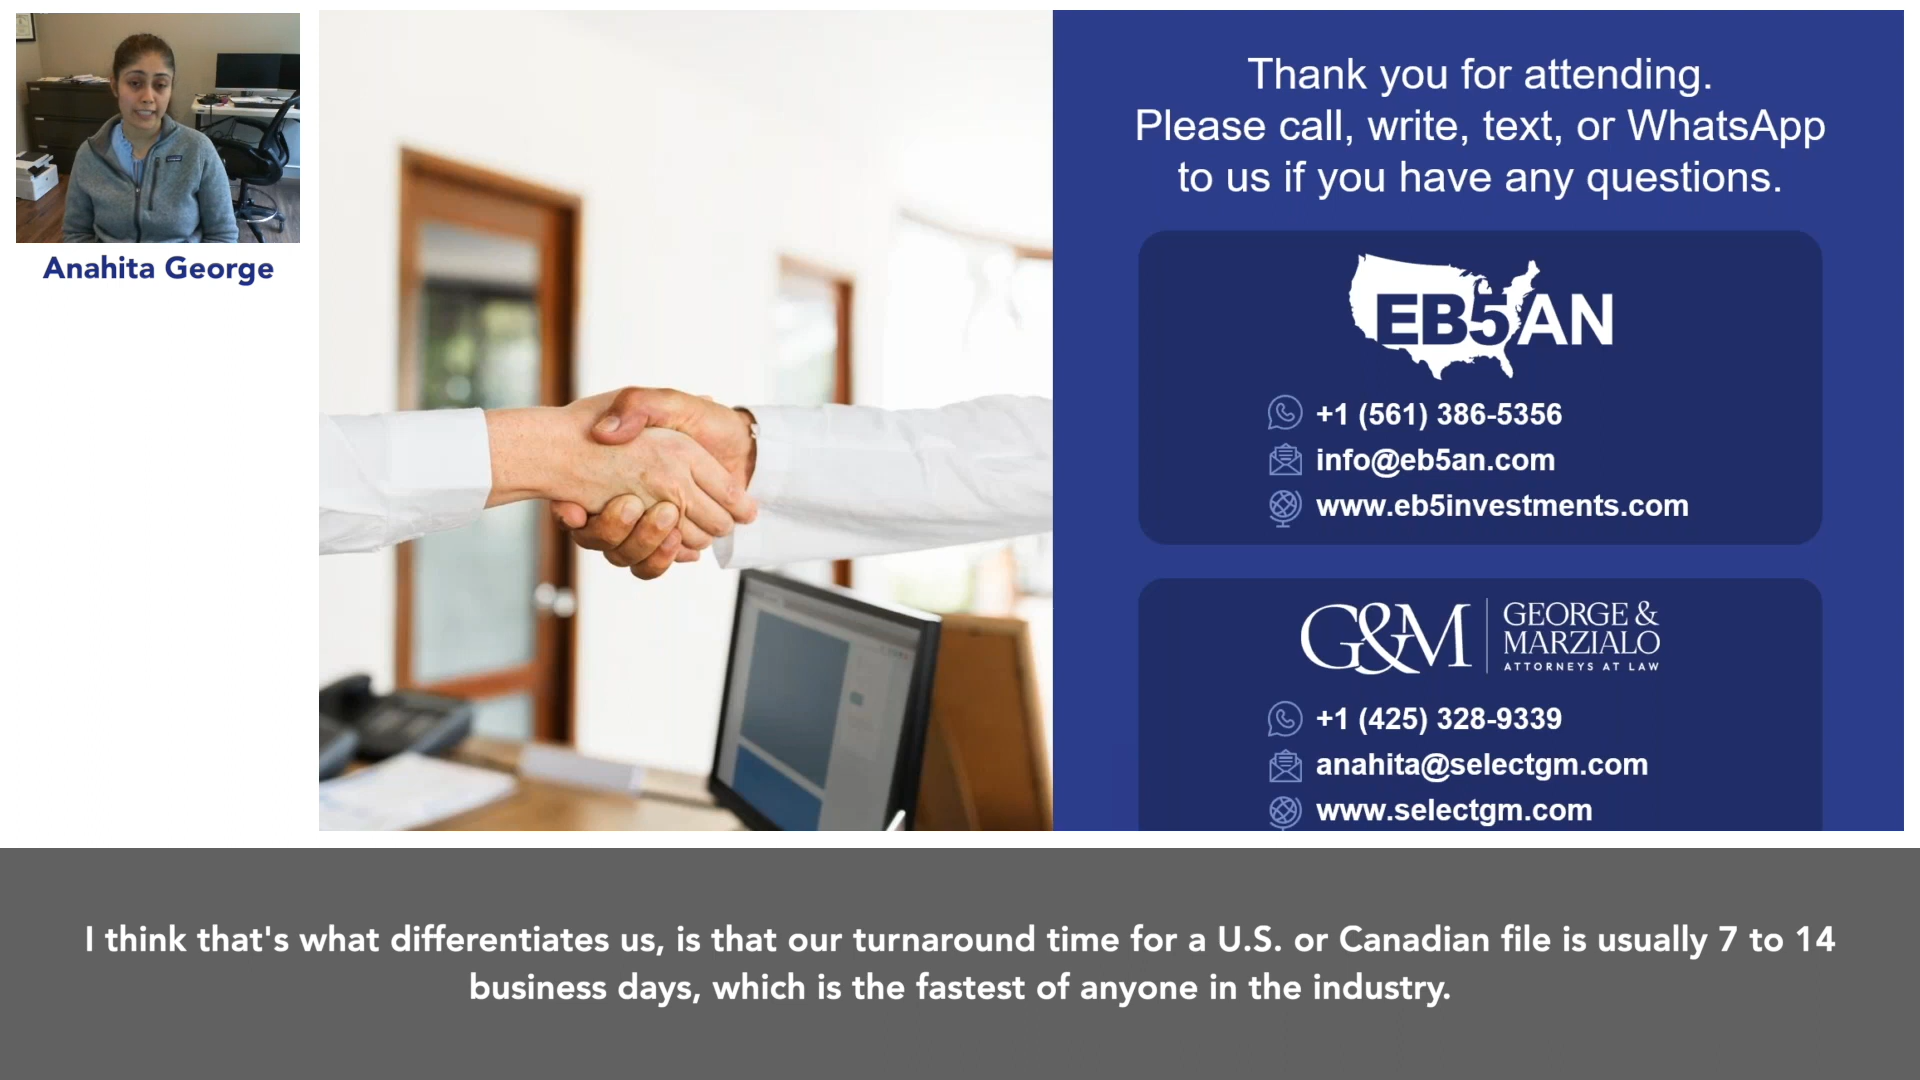 Anahita George
Thank you for attending.
Please call, write, text, or WhatsApp
to us if you have any questions.
EB5AN
+1 (561) 386-5356
info@eb5an.com
www.eb5investments.com
G&M
GEORGE &
MARZIALO
ATTORNEYS AT LAW
+1 (425) 328-9339
anahita@selectgm.com
www.selectgm.com
I think that's what differentiates us, is that our turnaround time for a U.S. or Canadian file is usually 7 to 14
business days, which is the fastest of anyone in the industry.